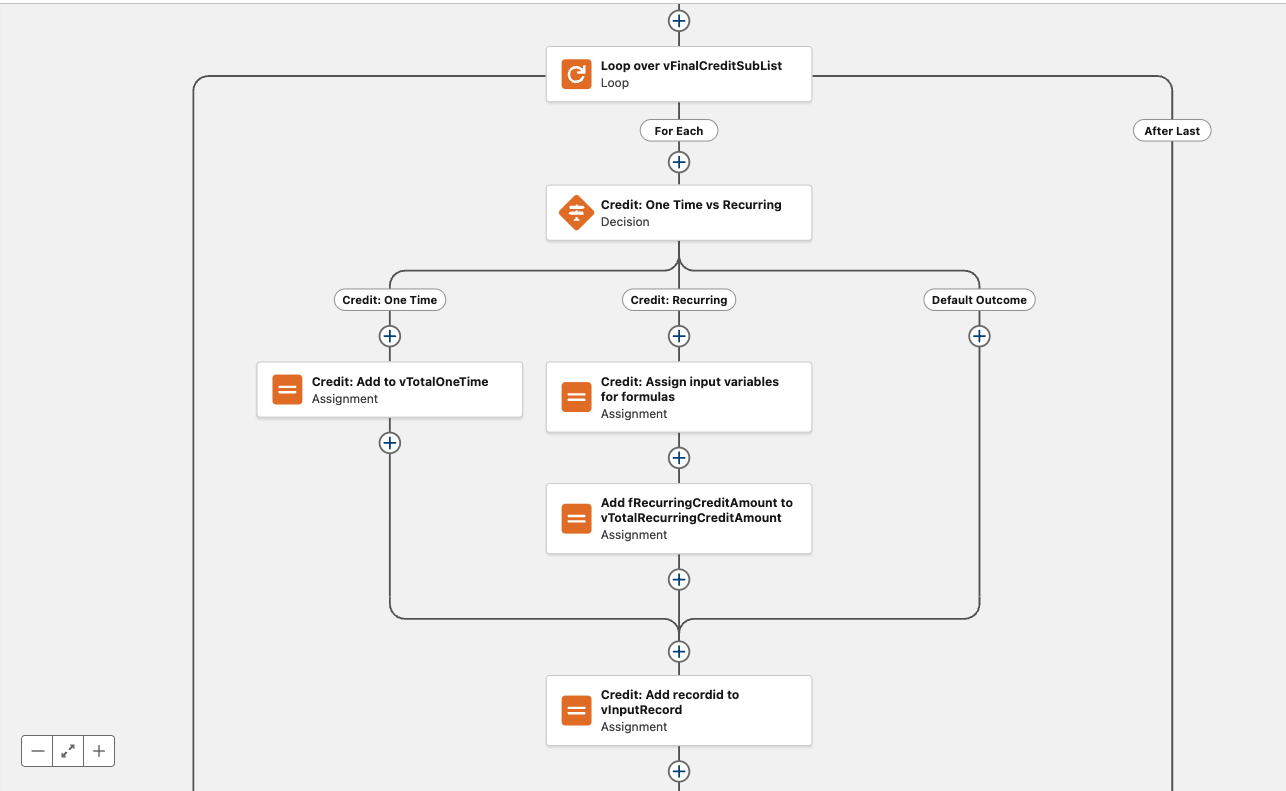 Loop over vFinalCreditSubList
Loop
For Each
After Last
Credit: One Time vs Recurring
Decision
Credit: One Time
Credit: Recurring
Default Outcome
Credit: Add to vTotalOneTime
Assignment
Credit: Assign input variables
for formulas
Assignment
Add fRecurringCreditAmount to
vTotalRecurringCreditAmount
Assignment
Credit: Add recordid to
vInputRecord
Assignment